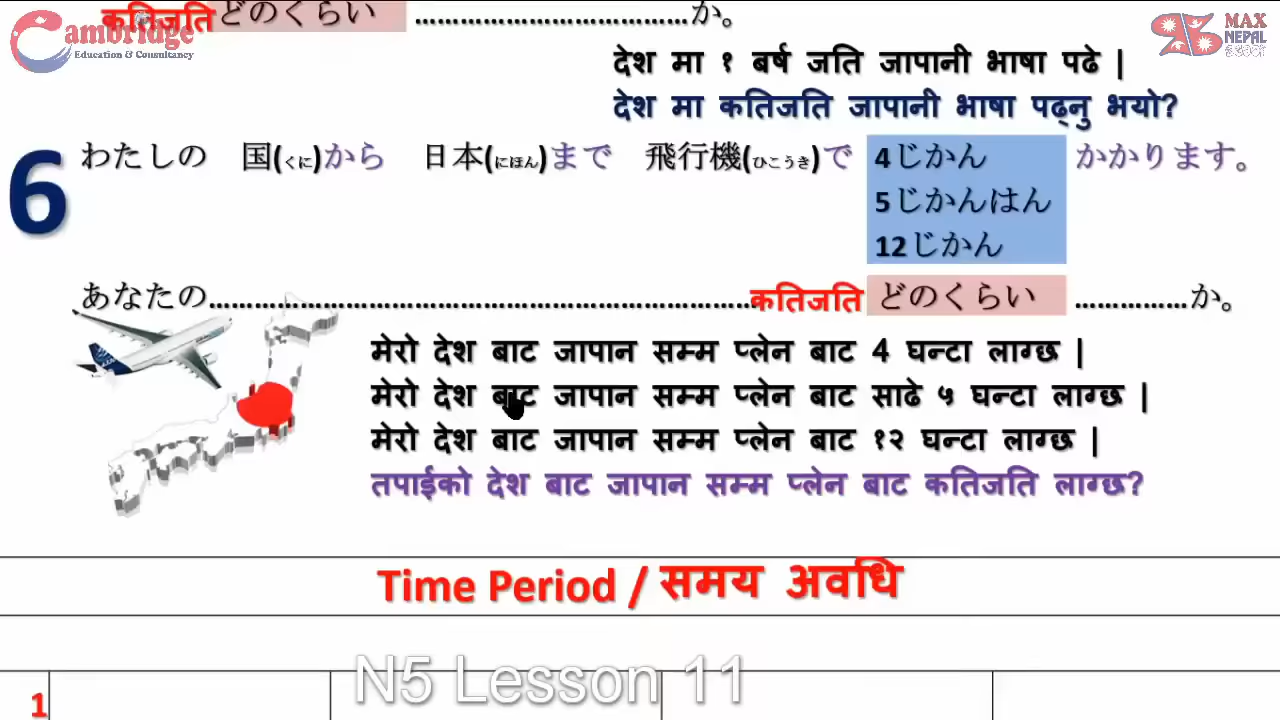 कतिजति どのくらい ………………………………か。
Cambridge
Education & Consultancy
MAX
NEPAL
देश मा १ बर्ष जति जापानी भाषा पढे |
देश मा कतिजति जापानी भाषा पढ्नु भयो?
6 わたしの 国(くに)から 日本(にほん)まで 飛行機(ひこうき)で 4じかん かかります。
5じかんはん
12じかん
あなたの………………………………………………………………कतिजति どのくらい ……………か。
मेरो देश बाट जापान सम्म प्लेन बाट 4 घन्टा लाग्छ |
मेरो देश बाट जापान सम्म प्लेन बाट साढे ५ घन्टा लाग्छ |
मेरो देश बाट जापान सम्म प्लेन बाट १२ घन्टा लाग्छ |
तपाईको देश बाट जापान सम्म प्लेन बाट कतिजति लाग्छ?
Time Period / समय अवधि
N5 Lesson 11
1